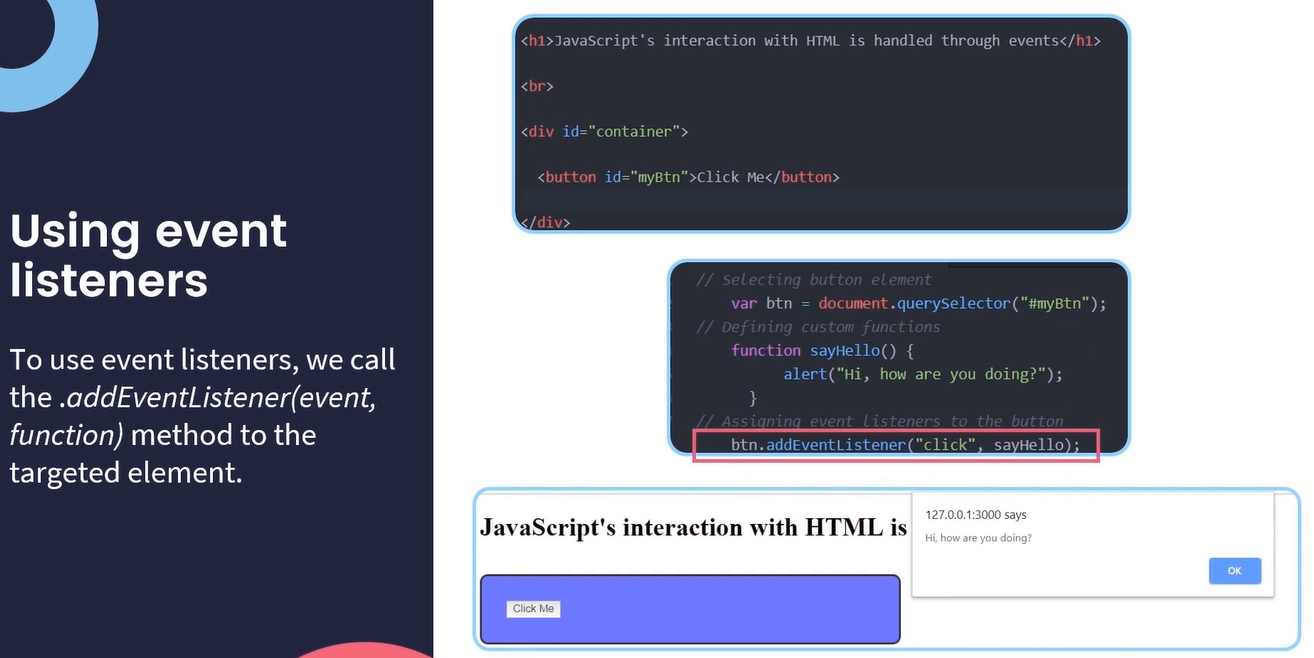 Using event
listeners
To use event listeners, we call
the .addEventListener(event,
function) method to the
targeted element.
<h1>JavaScript's interaction with HTML is handled through events</h1>
<br>
<div id="container">
<button id="myBtn">Click Me</button>
</div>
// Selecting button element
var btn = document.querySelector("#myBtn");
// Defining custom functions
function sayHello() {
alert("Hi, how are you doing?");
}
// Assigning event listeners to the button
btn.addEventListener("click", sayHello);
JavaScript's interaction with HTML is
Click Me
127.0.0.1:3000 says
Hi, how are you doing?
OK